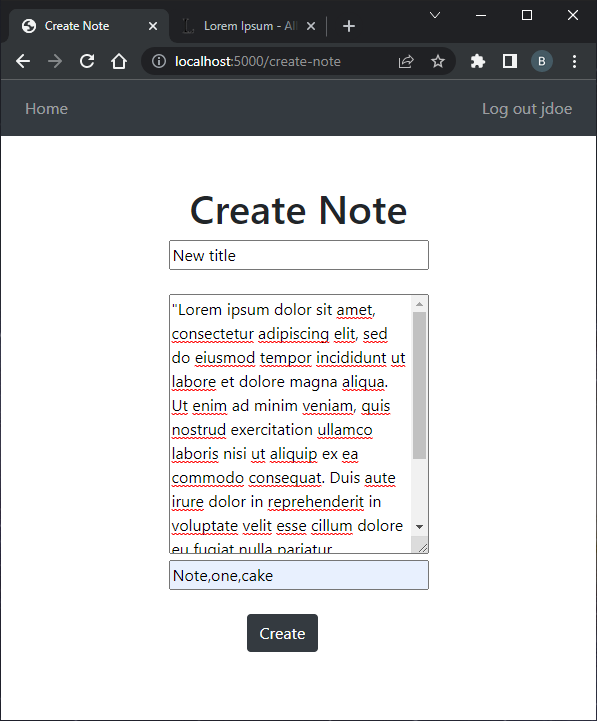 Create Note
Lorem Ipsum - All
localhost:5000/create-note
B
Home
Log out jdoe
Create Note
New title
"Lorem ipsum dolor sit amet,
consectetur adipiscing elit, sed
do eiusmod tempor incididunt ut
labore et dolore magna aliqua.
Ut enim ad minim veniam, quis
nostrud exercitation ullamco
laboris nisi ut aliquip ex ea
commodo consequat. Duis aute
irure dolor in reprehenderit in
voluptate velit esse cillum dolore
eu fugiat nulla pariatur
Note,one,cake
Create